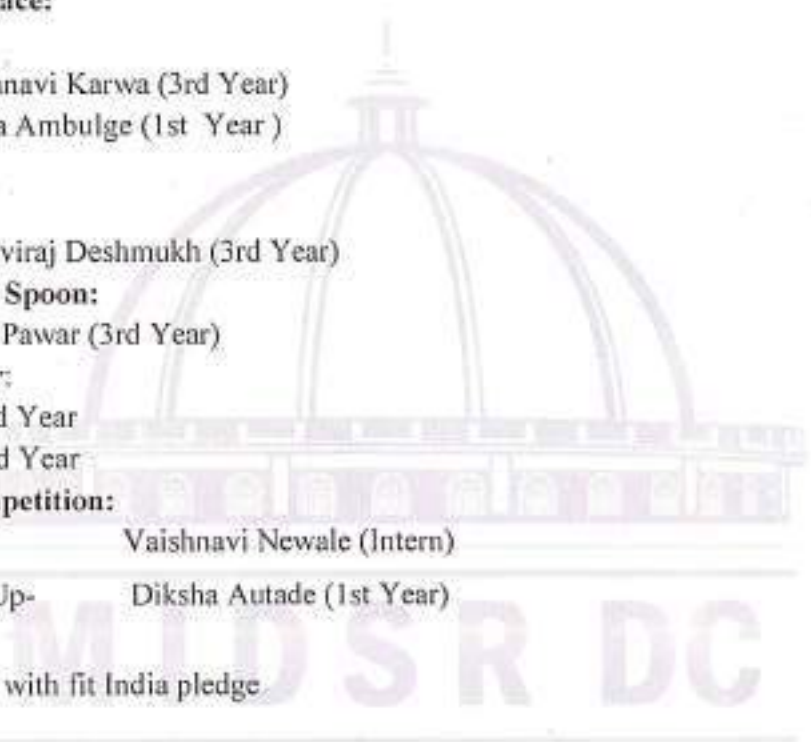 ace:
navi Karwa (3rd Year)
a Ambulge (1st Year )
viraj Deshmukh (3rd Year)
Spoon:
Pawar (3rd Year)
r:
d Year
d Year
petition:
Vaishnavi Newale (Intern)
Up- Diksha Autade (1st Year)
MIDSR DC
with fit India pledge